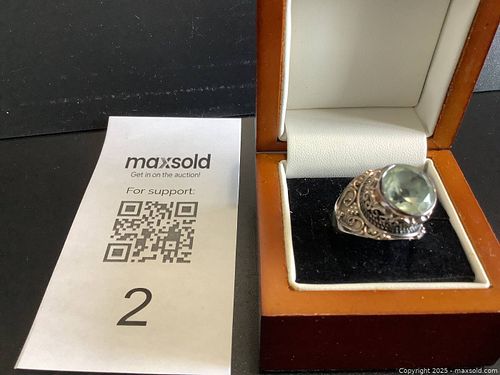 maxsold
Get in on the auction!
For support:
2
Copyright 2025 - maxsold.com